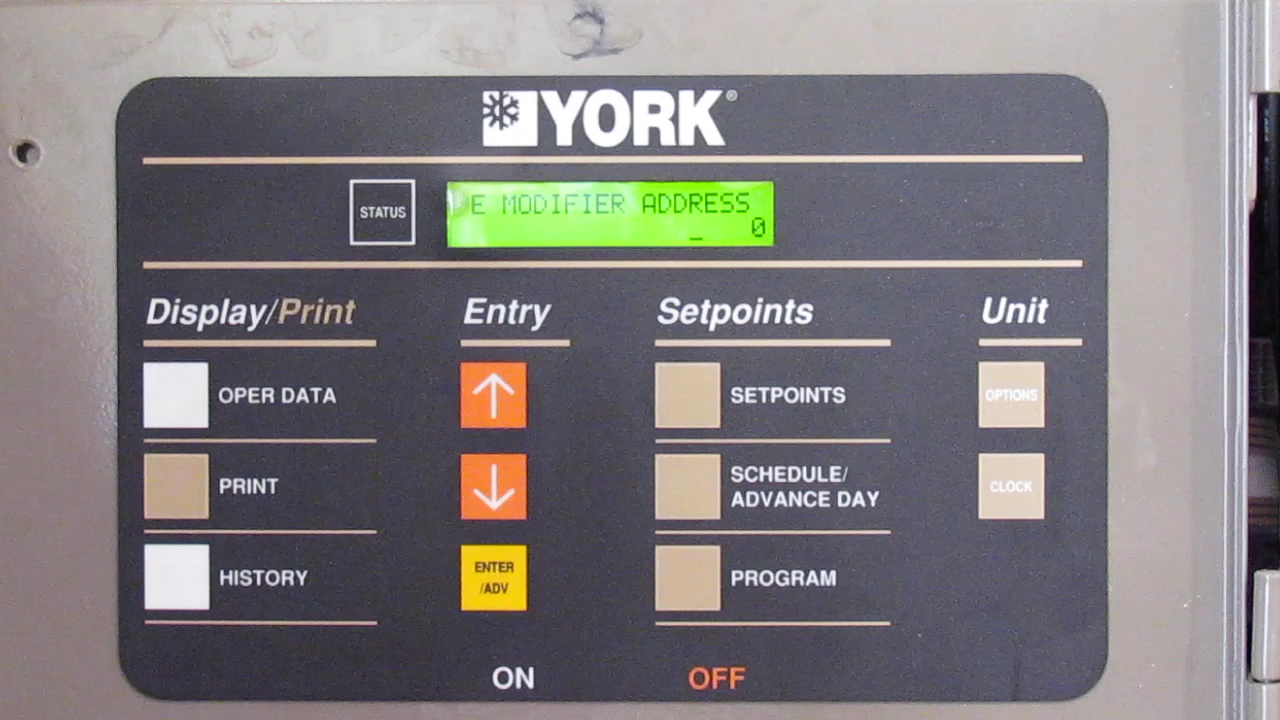 YORK®
STATUS
E MODIFIER ADDRESS
_ 0
Display/Print
Entry
Setpoints
Unit
OPER DATA
SETPOINTS
OPTIONS
PRINT
SCHEDULE/
ADVANCE DAY
CLOCK
HISTORY
ENTER
/ADV
PROGRAM
ON
OFF